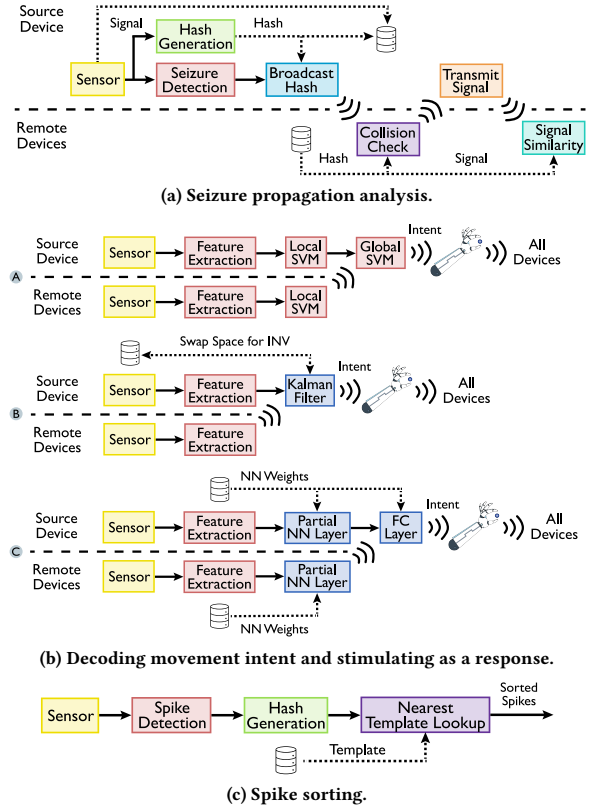 Source
Device
Signal
Hash
Generation
Hash
Sensor
Seizure
Detection
Broadcast
Hash
Transmit
Signal
Remote
Devices
Collision
Check
Signal
Similarity
Hash
Signal
(a) Seizure propagation analysis.
Source
Device
Sensor
Feature
Extraction
Local
SVM
Global
SVM
Intent
All
Devices
A
Remote
Devices
Sensor
Feature
Extraction
Local
SVM
Swap Space for INV
Source
Device
Sensor
Feature
Extraction
Kalman
Filter
Intent
All
Devices
B
Remote
Devices
Sensor
Feature
Extraction
NN Weights
Source
Device
Sensor
Feature
Extraction
Partial
NN Layer
FC
Layer
Intent
All
Devices
C
Remote
Devices
Sensor
Feature
Extraction
Partial
NN Layer
NN Weights
(b) Decoding movement intent and stimulating as a response.
Sensor
Spike
Detection
Hash
Generation
Nearest
Template Lookup
Sorted
Spikes
Template
(c) Spike sorting.